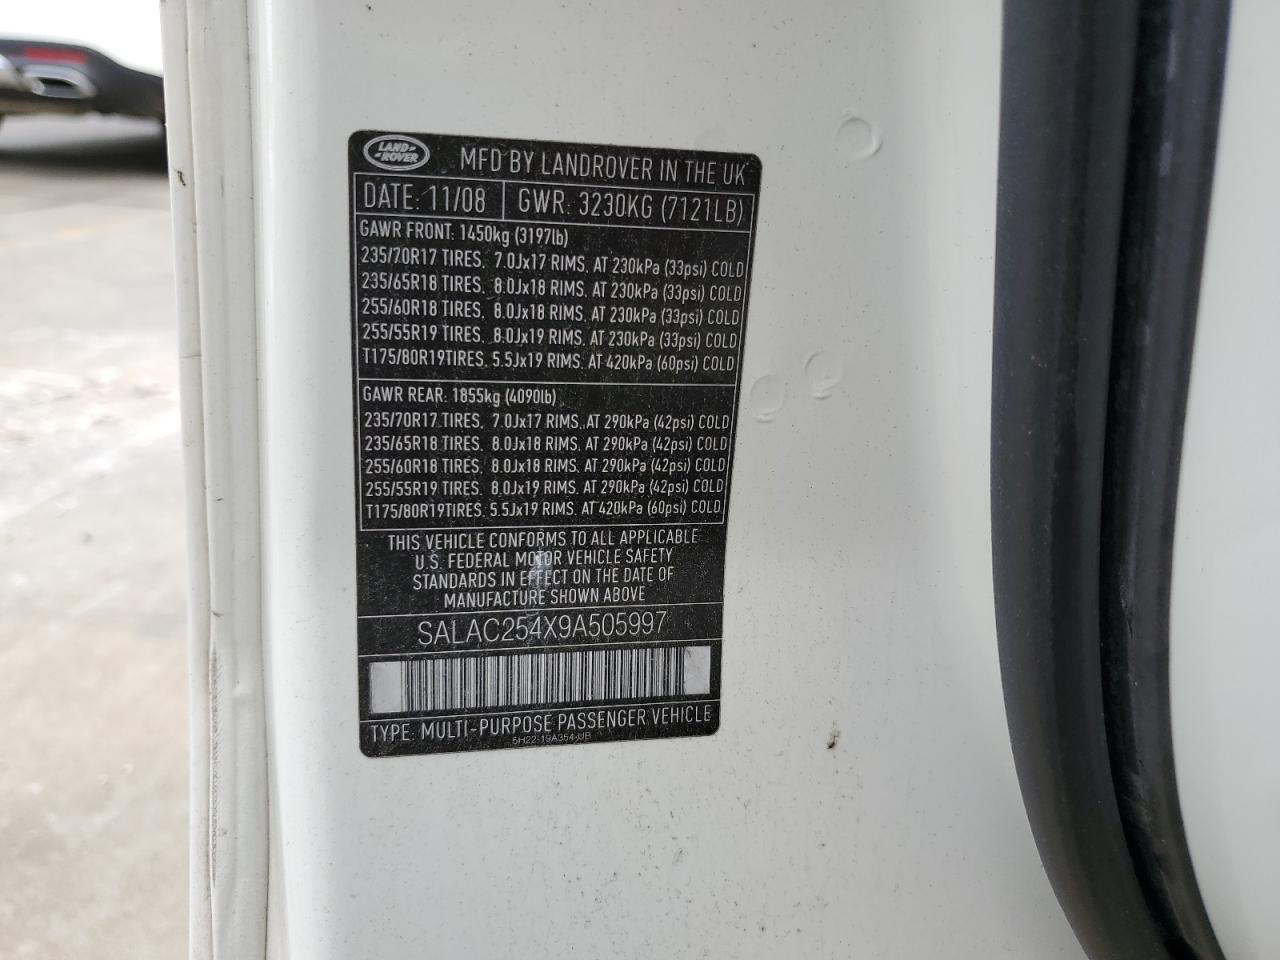 LAND ROVER
MFD BY LANDROVER IN THE UK
DATE: 11/08 GWR: 3230KG (7121LB)
GAWR FRONT: 1450kg (3197lb)
235/70R17 TIRES, 7.0Jx17 RIMS, AT 230kPa (33psi) COLD
235/65R18 TIRES, 8.0Jx18 RIMS, AT 230kPa (33psi) COLD
255/60R18 TIRES, 8.0Jx18 RIMS, AT 230kPa (33psi) COLD
255/55R19 TIRES, 8.0Jx19 RIMS, AT 230kPa (33psi) COLD
T175/80R19TIRES, 5.5Jx19 RIMS, AT 420kPa (60psi) COLD
GAWR REAR: 1855kg (4090lb)
235/70R17 TIRES, 7.0Jx17 RIMS, AT 290kPa (42psi) COLD
235/65R18 TIRES, 8.0Jx18 RIMS, AT 290kPa (42psi) COLD
255/60R18 TIRES, 8.0Jx18 RIMS, AT 290kPa (42psi) COLD
255/55R19 TIRES, 8.0Jx19 RIMS, AT 290kPa (42psi) COLD
T175/80R19TIRES, 5.5Jx19 RIMS, AT 420kPa (60psi) COLD
THIS VEHICLE CONFORMS TO ALL APPLICABLE
U.S. FEDERAL MOTOR VEHICLE SAFETY
STANDARDS IN EFFECT ON THE DATE OF
MANUFACTURE SHOWN ABOVE
SALAC254X9A505997
TYPE: MULTI-PURPOSE PASSENGER VEHICLE
5H22-19A354-UB